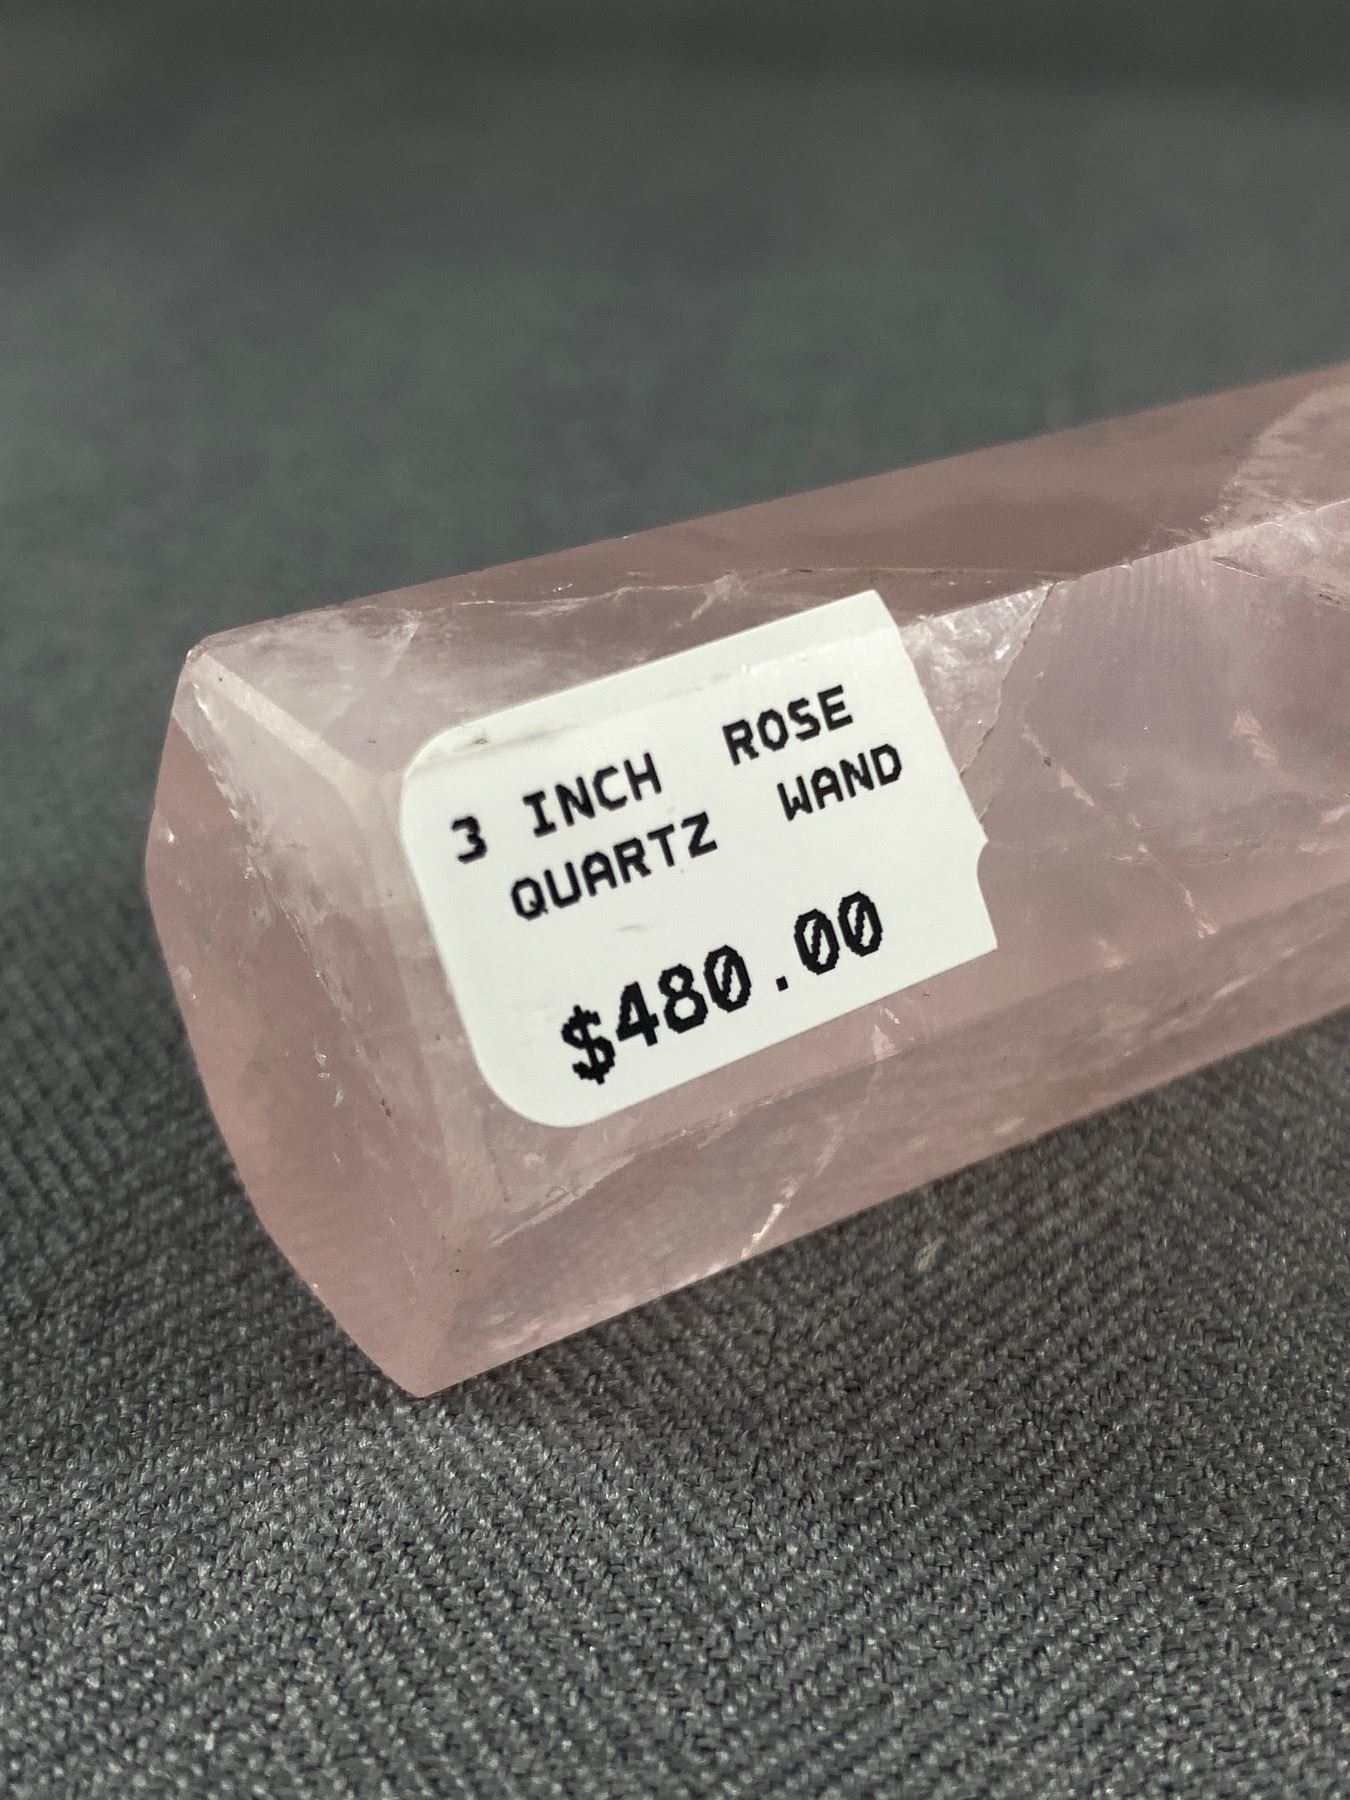 3 INCH ROSE
QUARTZ WAND
$480.00